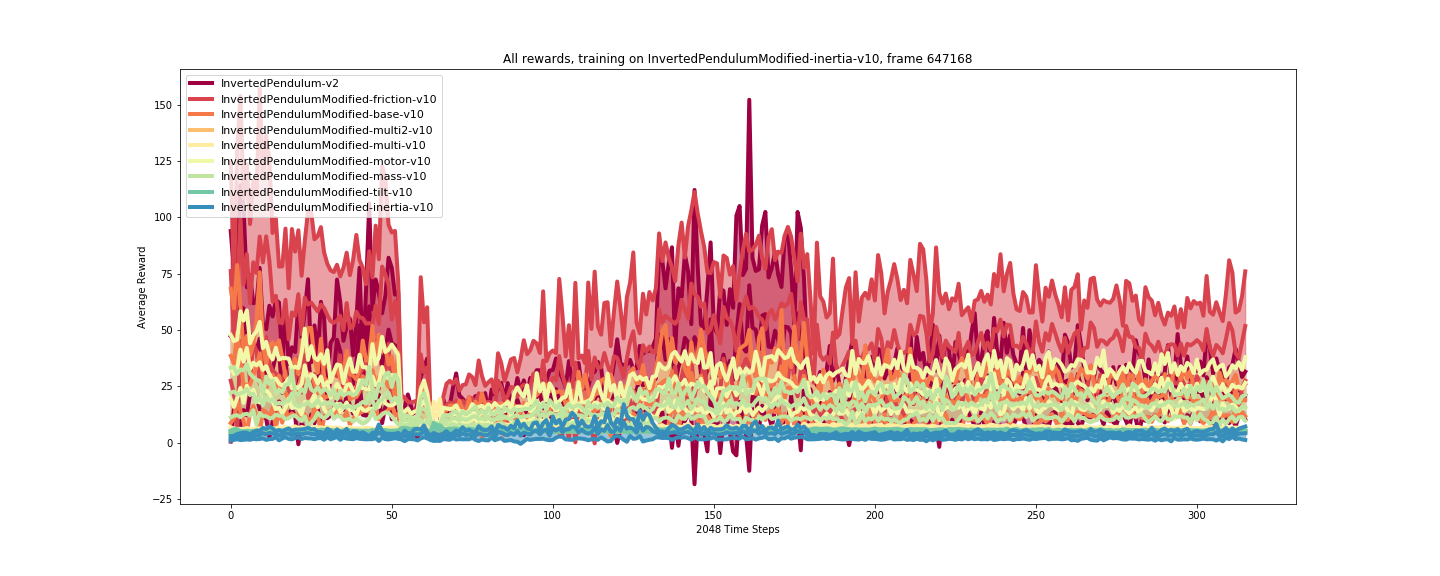 All rewards, training on InvertedPendulumModified-inertia-v10, frame 647168
InvertedPendulum-v2
InvertedPendulumModified-friction-v10
InvertedPendulumModified-base-v10
InvertedPendulumModified-multi2-v10
InvertedPendulumModified-multi-v10
InvertedPendulumModified-motor-v10
InvertedPendulumModified-mass-v10
InvertedPendulumModified-tilt-v10
InvertedPendulumModified-inertia-v10
Average Reward
150
125
100
75
50
25
0
−25
0 50 100 150 200 250 300
2048 Time Steps